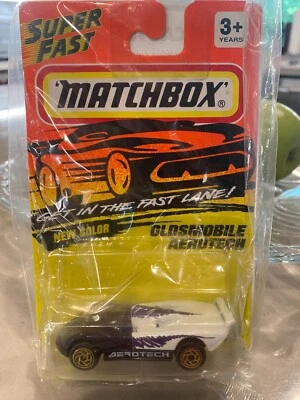 SUPER
FAST
3+
YEARS
"MATCHBOX"®
GET IN THE FAST LANE!
NEW COLOR
OLDSMOBILE
AEROTECH
AEROTECH